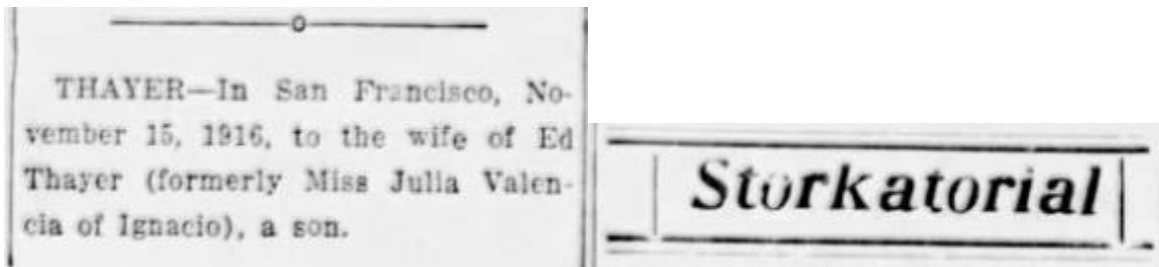 THAYER—In San Francisco, No-
vember 15, 1916, to the wife of Ed
Thayer (formerly Miss Julia Valen-
cia of Ignacio), a son.
Storkatorial